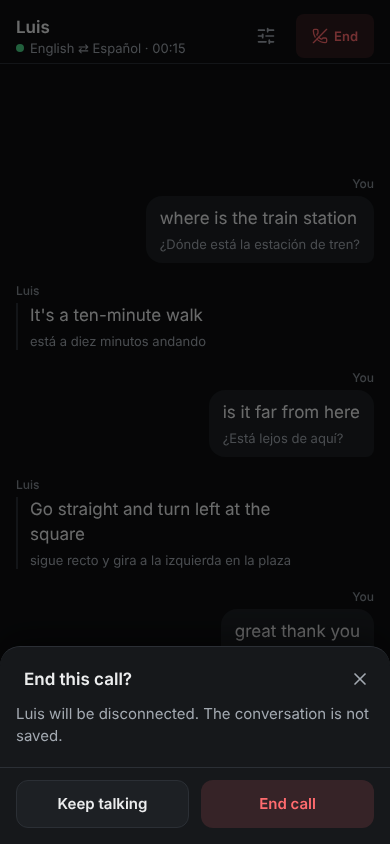 Luis
English ⇄ Español · 00:15
End
You
where is the train station
¿Dónde está la estación de tren?
Luis
It's a ten-minute walk
está a diez minutos andando
You
is it far from here
¿Está lejos de aquí?
Luis
Go straight and turn left at the
square
sigue recto y gira a la izquierda en la plaza
You
great thank you
End this call?
Luis will be disconnected. The conversation is not
saved.
Keep talking
End call